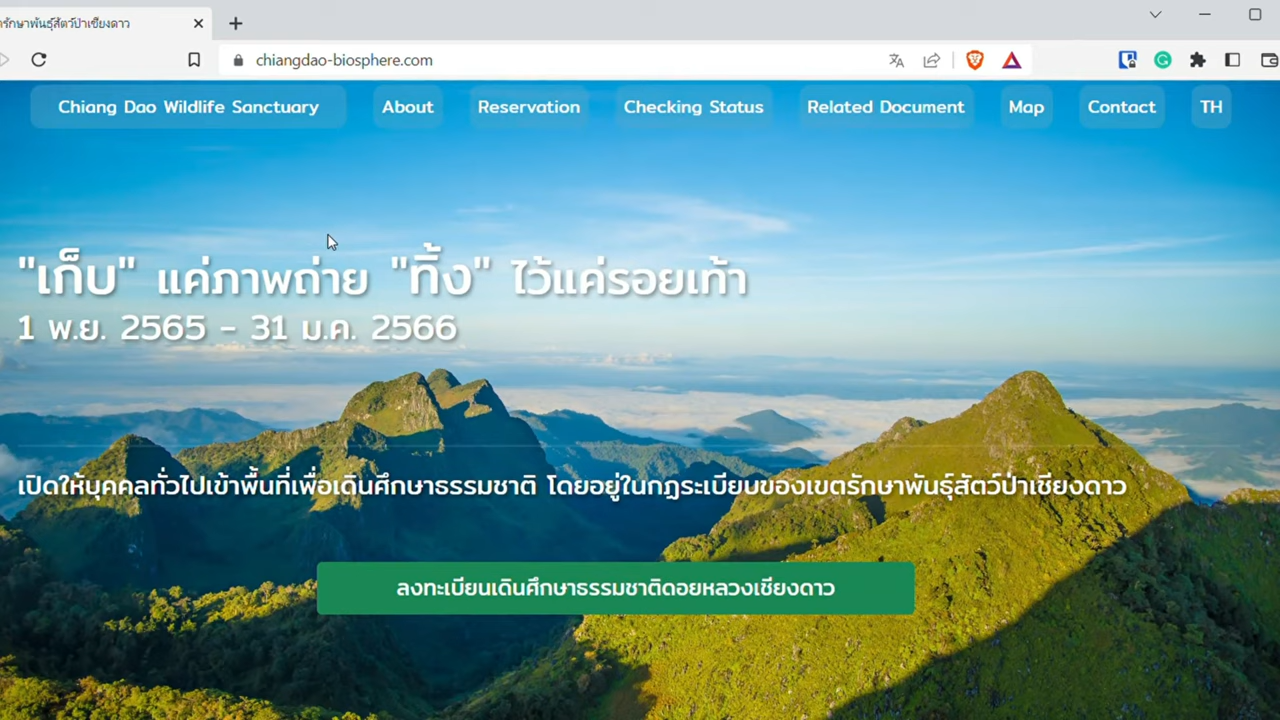 รักษาพันธุ์สัตว์ป่าเชียงดาว
chiangdao-biosphere.com
Chiang Dao Wildlife Sanctuary About Reservation Checking Status Related Document Map Contact TH
"เก็บ" แค่ภาพถ่าย "ทิ้ง" ไว้แค่รอยเท้า
1 พ.ย. 2565 - 31 ม.ค. 2566
เปิดให้บุคคลทั่วไปเข้าพื้นที่เพื่อเดินศึกษาธรรมชาติ โดยอยู่ในกฎระเบียบของเขตรักษาพันธุ์สัตว์ป่าเชียงดาว
ลงทะเบียนเดินศึกษาธรรมชาติดอยหลวงเชียงดาว